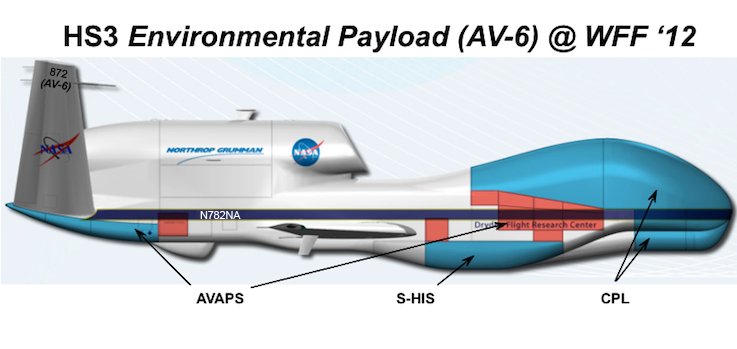 HS3 Environmental Payload (AV-6) @ WFF ‘12
872
(AV-6)
NASA
NORTHROP GRUMMAN
NASA
N782NA
Dryden Flight Research Center
AVAPS
S-HIS
CPL